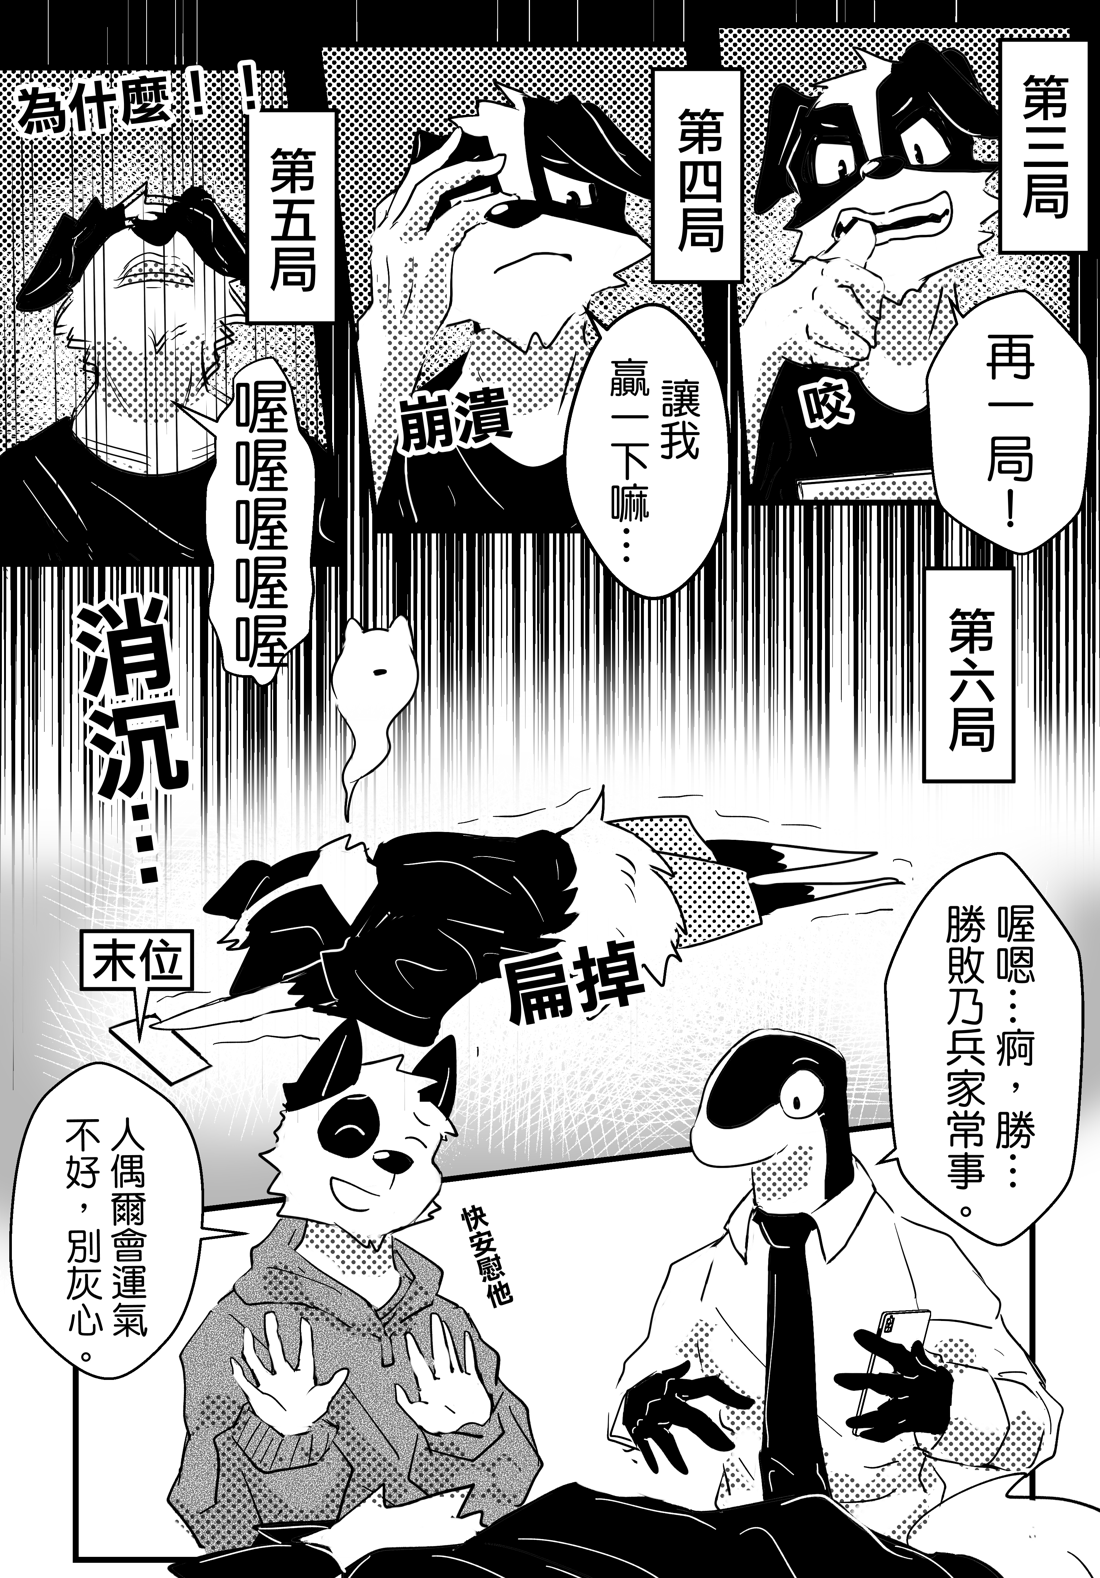 第三局
再一局！
咬
第四局
讓我
贏一下嘛…
崩潰
第五局
為什麼！！
喔喔喔喔喔
第六局
消沉…
扁掉
末位
喔嗯…啊，勝…
勝敗乃兵家常事。
快安慰他
人偶爾會運氣
不好，別灰心。